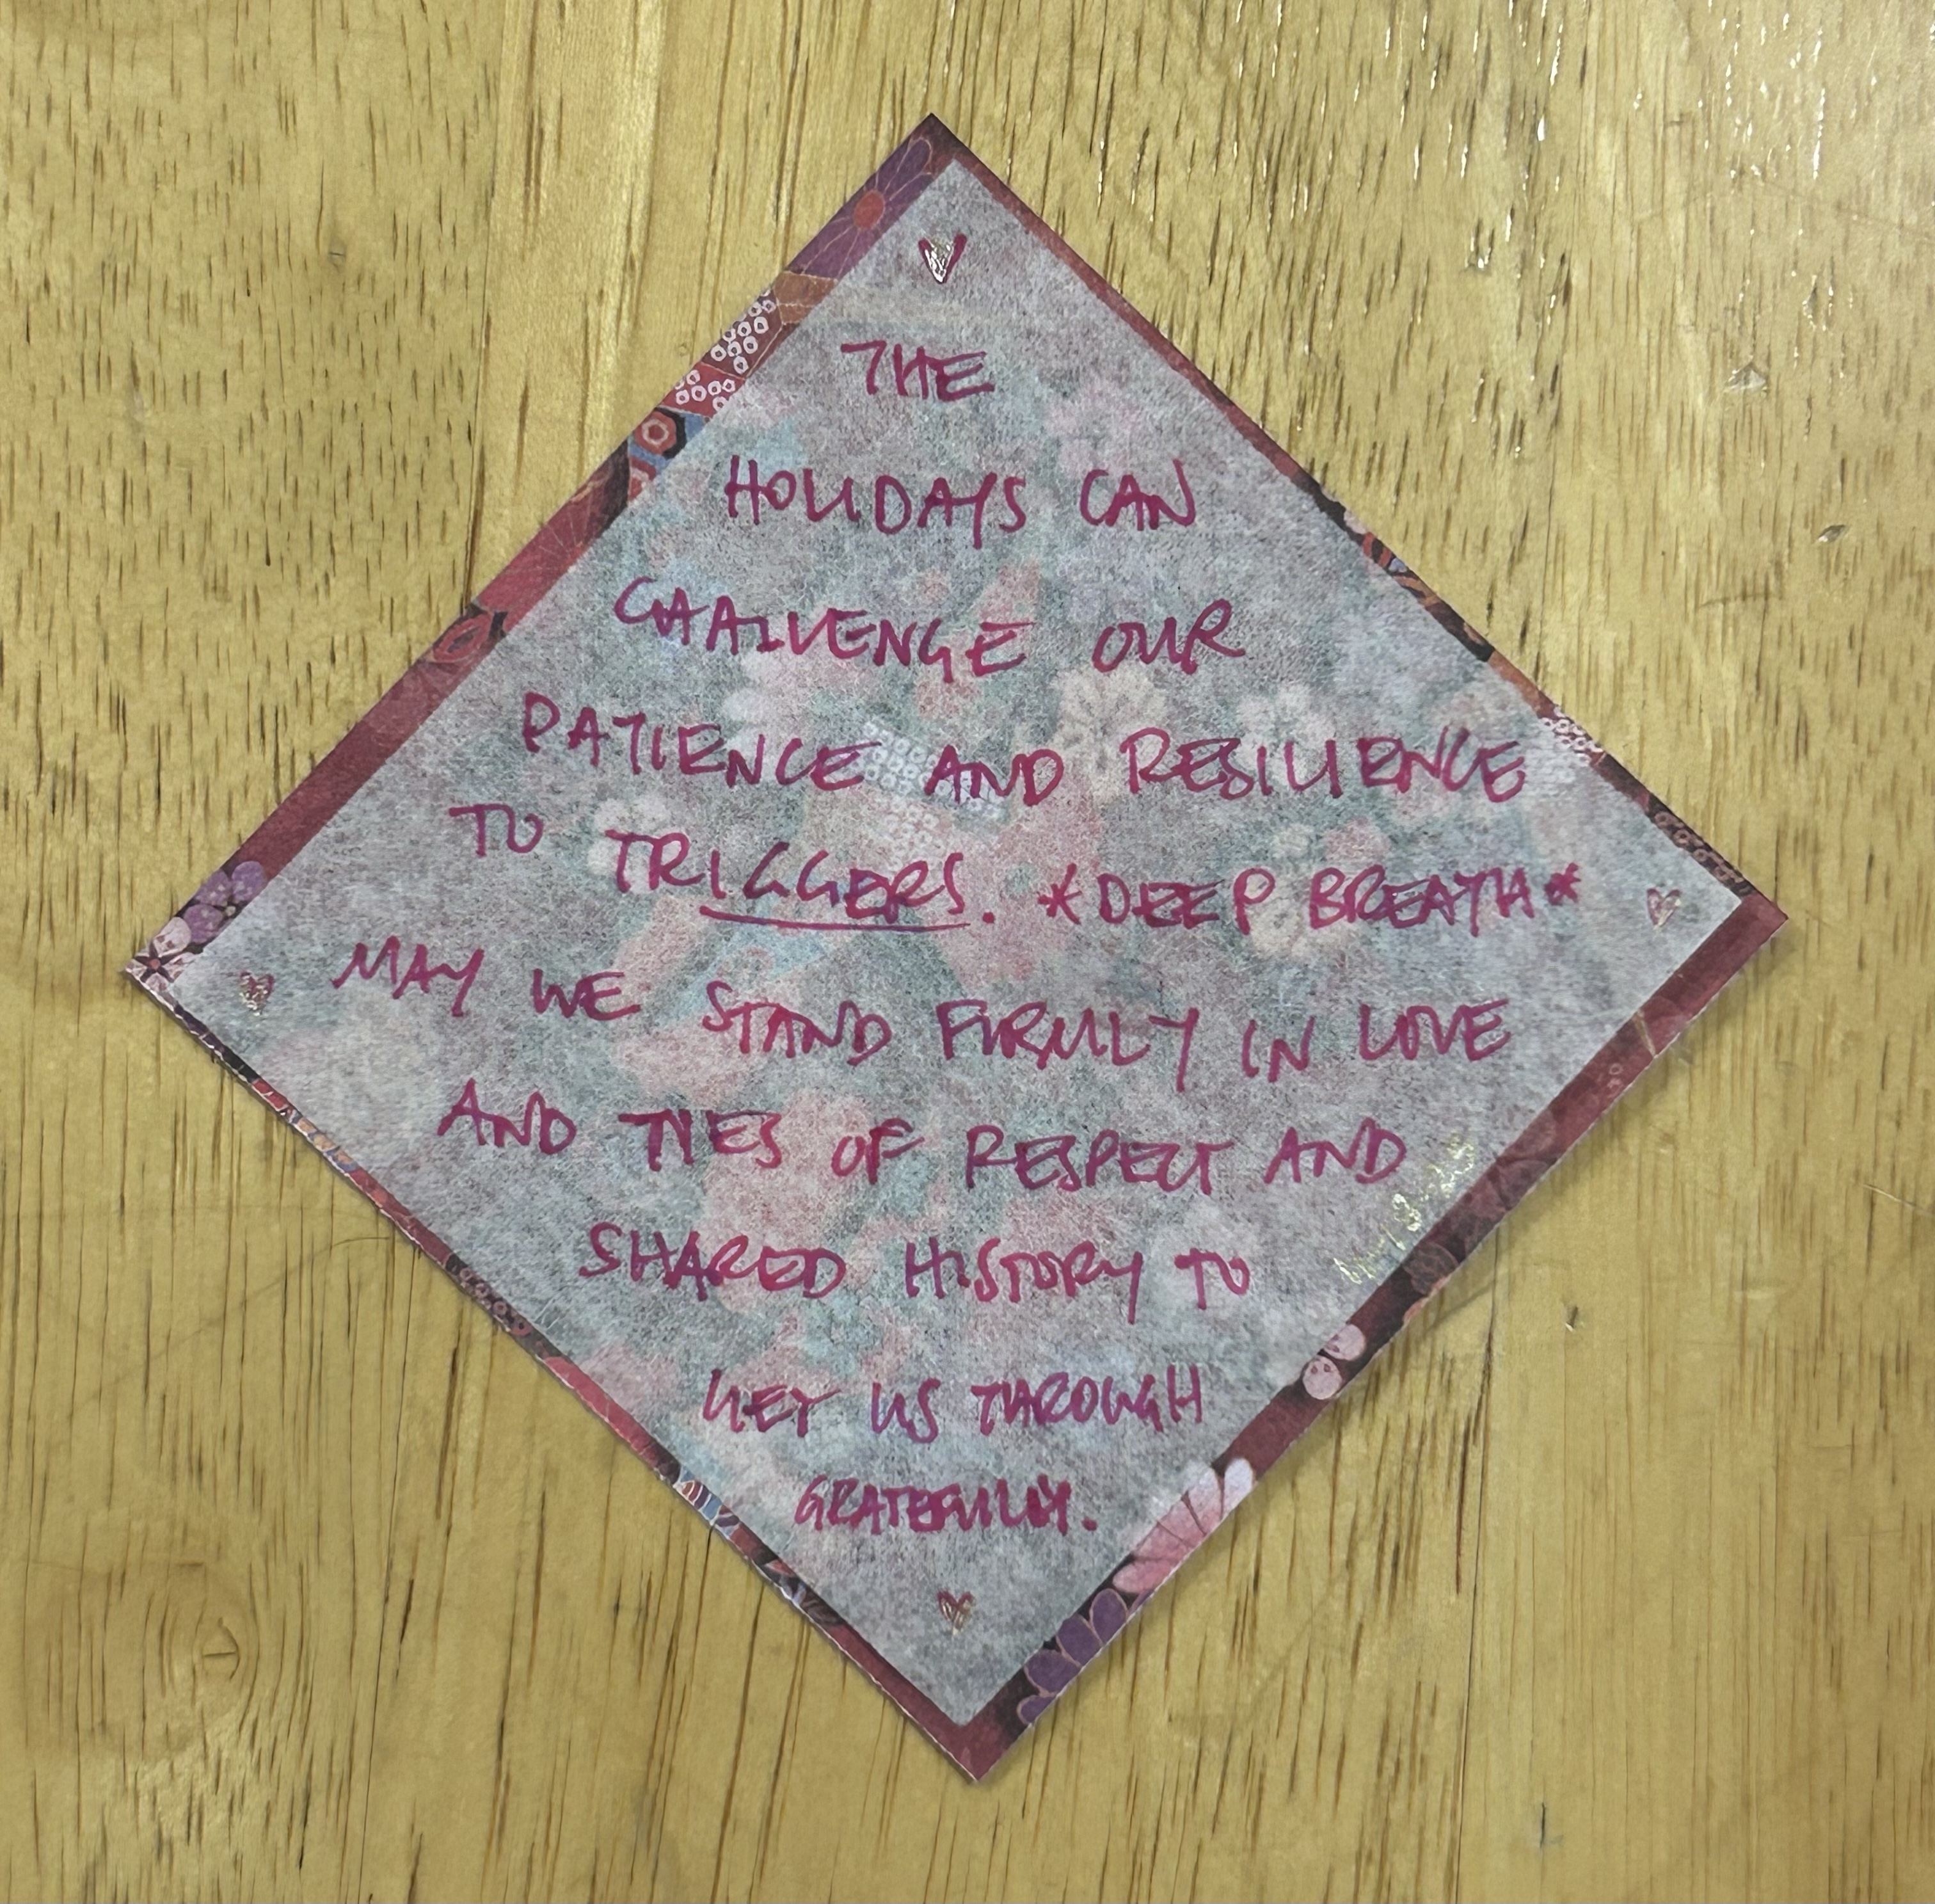 THE
HOLIDAYS CAN
CHALLENGE OUR
PATIENCE AND RESILIENCE
TO TRIGGERS. *DEEP BREATH*
MAY WE STAND FIRMLY IN LOVE
AND TIES OF RESPECT AND
SHARED HISTORY TO
GET US THROUGH
GRATEFULLY.